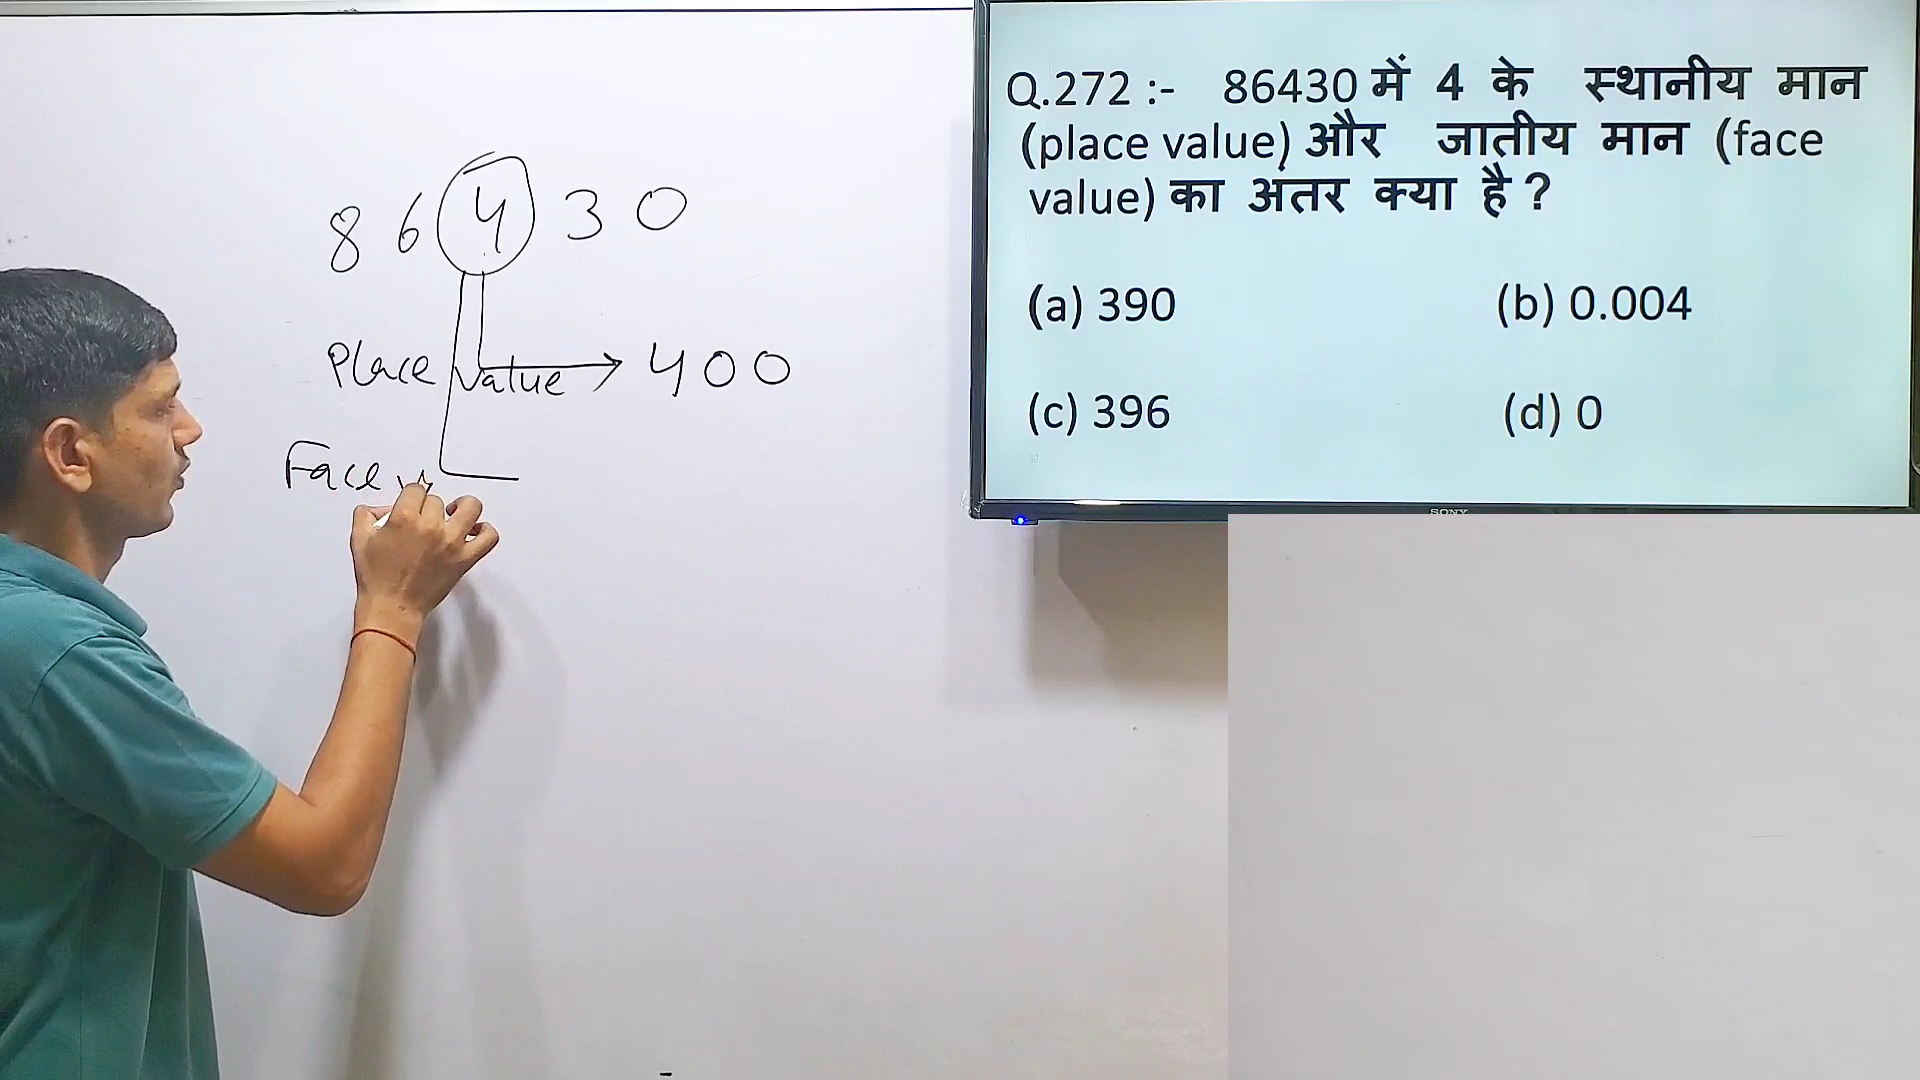 8 6 4 3 0
Place value → 400
Face
Q.272 :- 86430 में 4 के स्थानीय मान
(place value) और जातीय मान (face
value) का अंतर क्या है ?
(a) 390 (b) 0.004
(c) 396 (d) 0
SONY